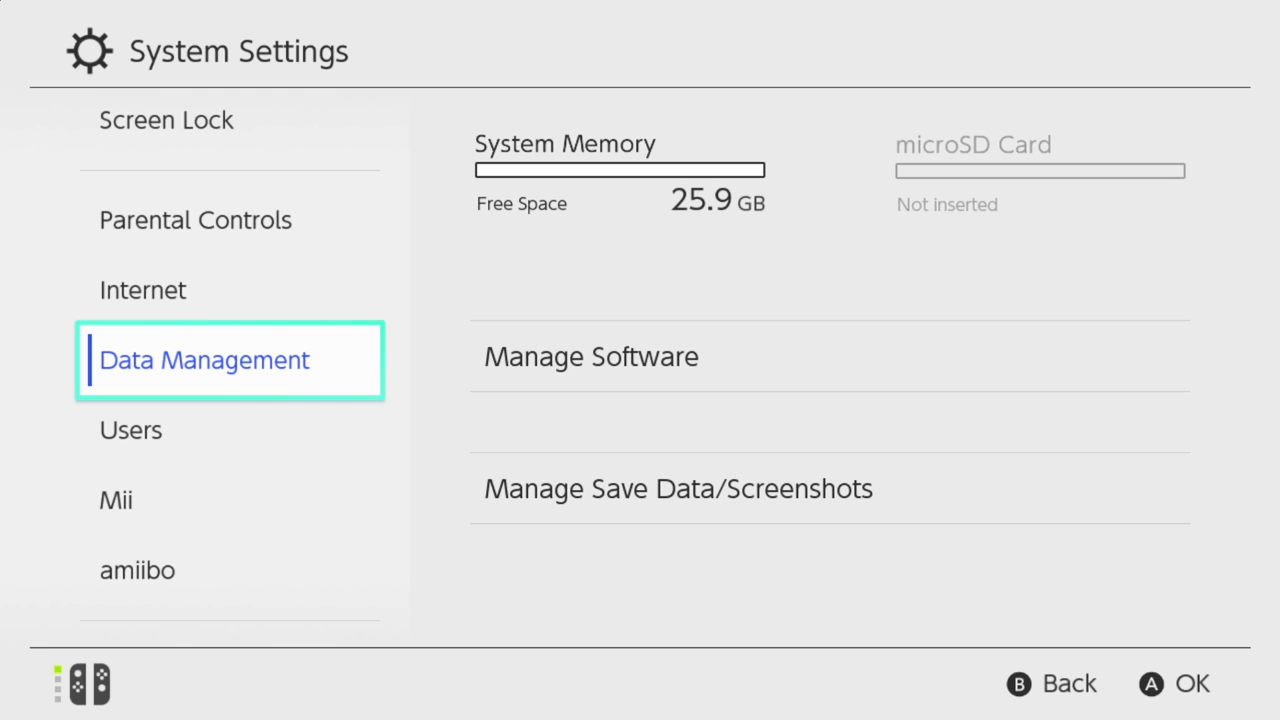 System Settings
Screen Lock
Parental Controls
Internet
Data Management
Users
Mii
amiibo
System Memory
Free Space 25.9 GB
microSD Card
Not inserted
Manage Software
Manage Save Data/Screenshots
B Back A OK